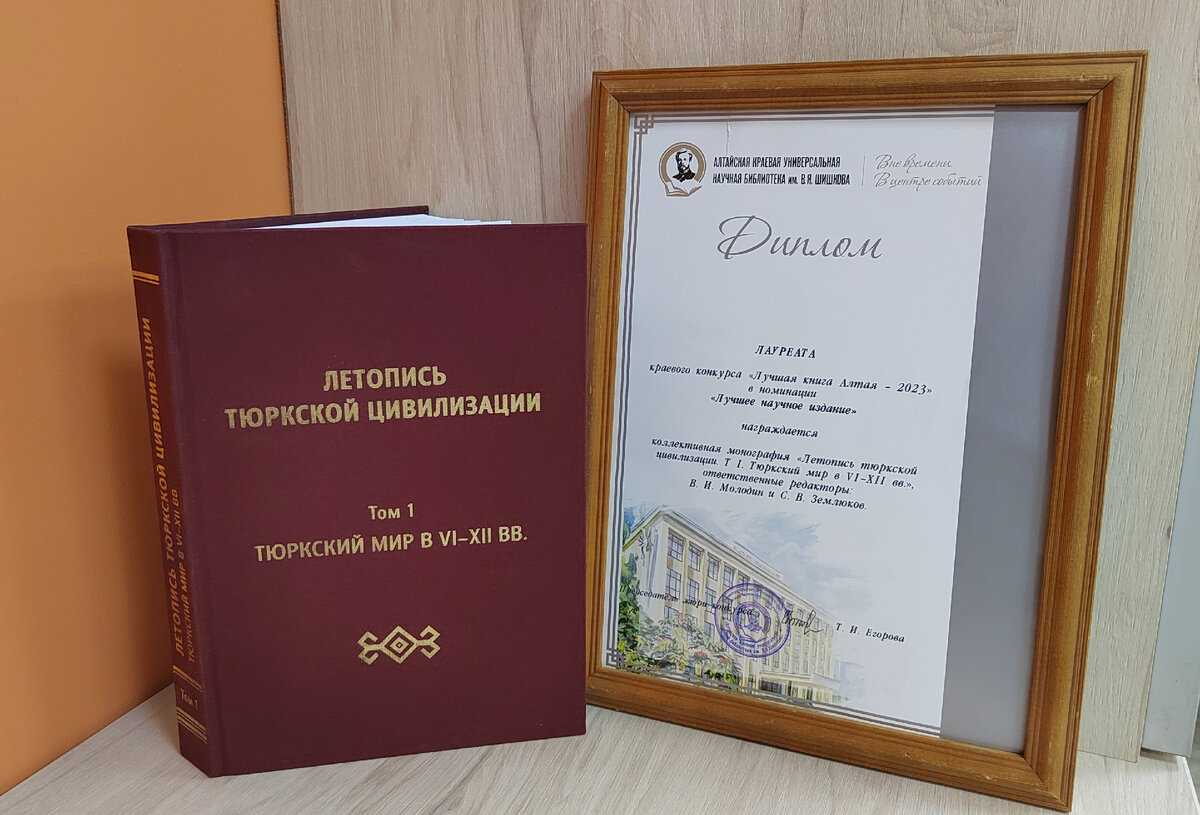 ЛЕТОПИСЬ ТЮРКСКОЙ ЦИВИЛИЗАЦИИ
ТЮРКСКИЙ МИР В VI–XII ВВ.
Том 1
ЛЕТОПИСЬ
ТЮРКСКОЙ ЦИВИЛИЗАЦИИ
Том 1
ТЮРКСКИЙ МИР В VI–XII ВВ.
АЛТАЙСКАЯ КРАЕВАЯ УНИВЕРСАЛЬНАЯ
НАУЧНАЯ БИБЛИОТЕКА им. В.Я. ШИШКОВА
Вне времени
В центре событий
Диплом
ЛАУРЕАТА
краевого конкурса «Лучшая книга Алтая – 2023»
в номинации
«Лучшее научное издание»
награждается
коллективная монография «Летопись тюркской
цивилизации. Т I. Тюркский мир в VI–XII вв.»,
ответственные редакторы:
В. И. Молодин и С. В. Землюков.
Председатель жюри конкурса
Т. И. Егорова